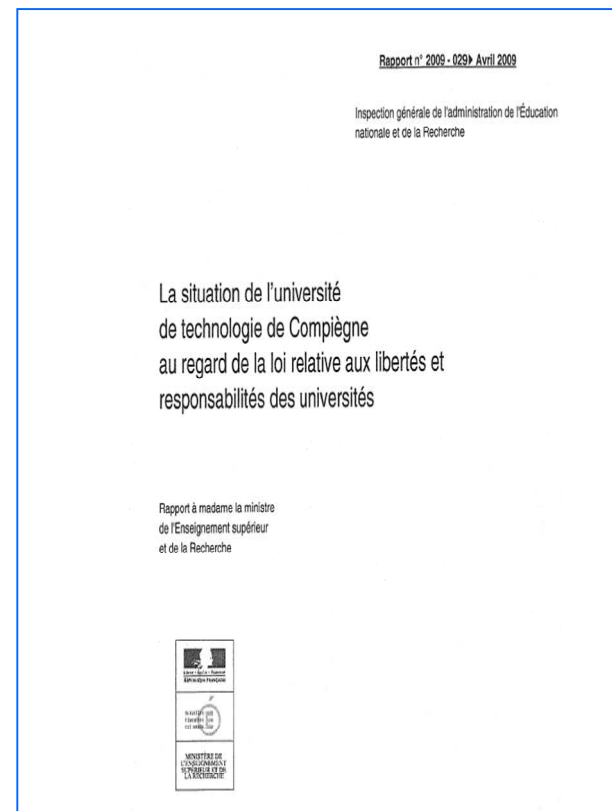 Rapport n° 2009 - 029▸ Avril 2009
Inspection générale de l'administration de l'Éducation
nationale et de la Recherche
La situation de l'université
de technologie de Compiègne
au regard de la loi relative aux libertés et
responsabilités des universités
Rapport à madame la ministre
de l'Enseignement supérieur
et de la Recherche
RÉPUBLIQUE FRANÇAISE
MINISTÈRE DE
L'ENSEIGNEMENT
SUPÉRIEUR ET DE
LA RECHERCHE